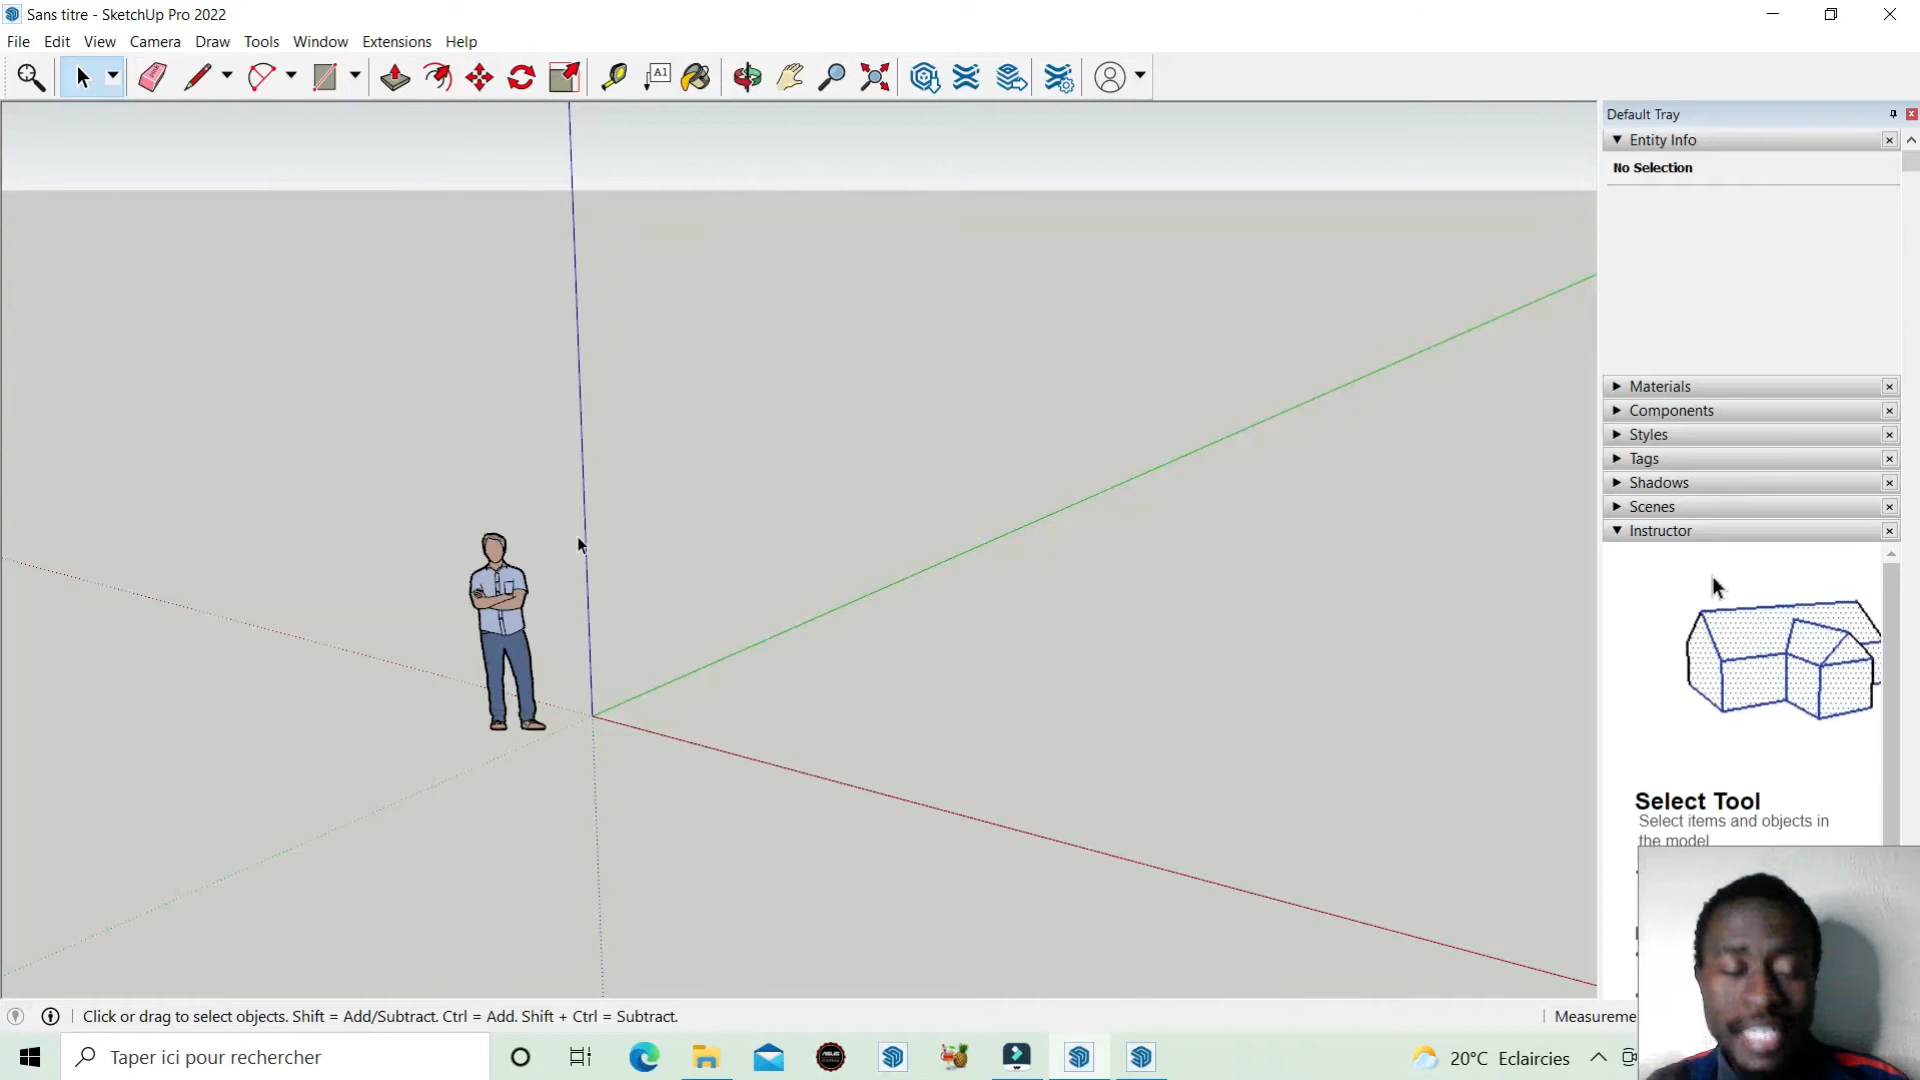 Sans titre - SketchUp Pro 2022
File Edit View Camera Draw Tools Window Extensions Help
A1
Default Tray
Entity Info
No Selection
Materials
Components
Styles
Tags
Shadows
Scenes
Instructor
Select Tool
Select items and objects in
the model
Click or drag to select objects. Shift = Add/Subtract. Ctrl = Add. Shift + Ctrl = Subtract.
Measureme
Taper ici pour rechercher
20°C Eclaircies